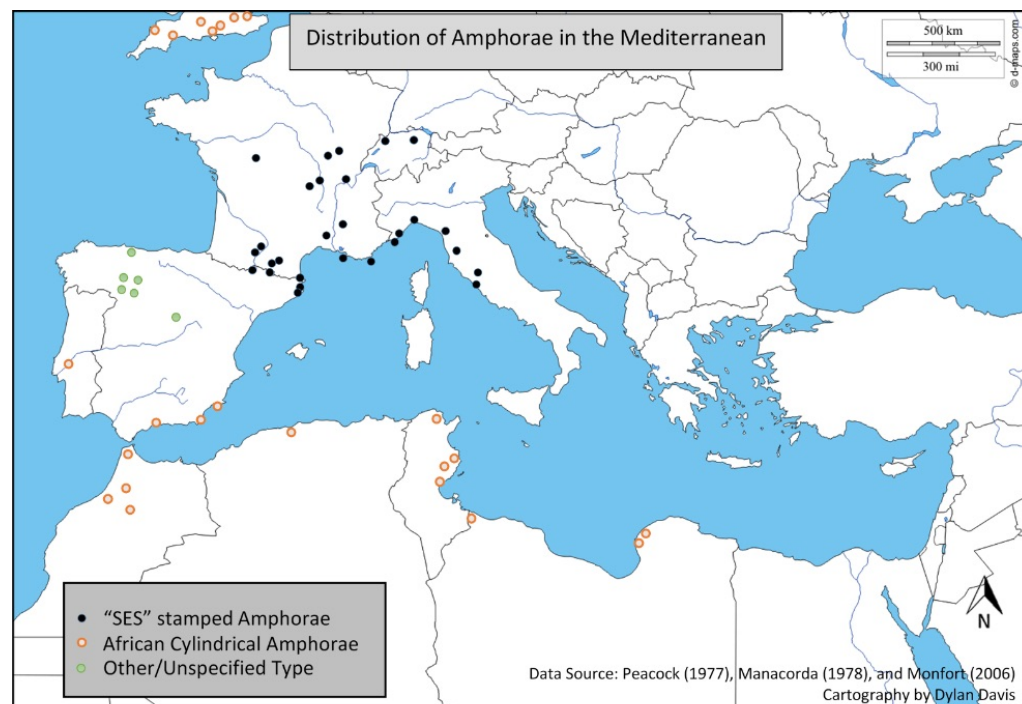 Distribution of Amphorae in the Mediterranean
500 km
300 mi
© d-maps.com
N
“SES” stamped Amphorae
African Cylindrical Amphorae
Other/Unspecified Type
Data Source: Peacock (1977), Manacorda (1978), and Monfort (2006)
Cartography by Dylan Davis